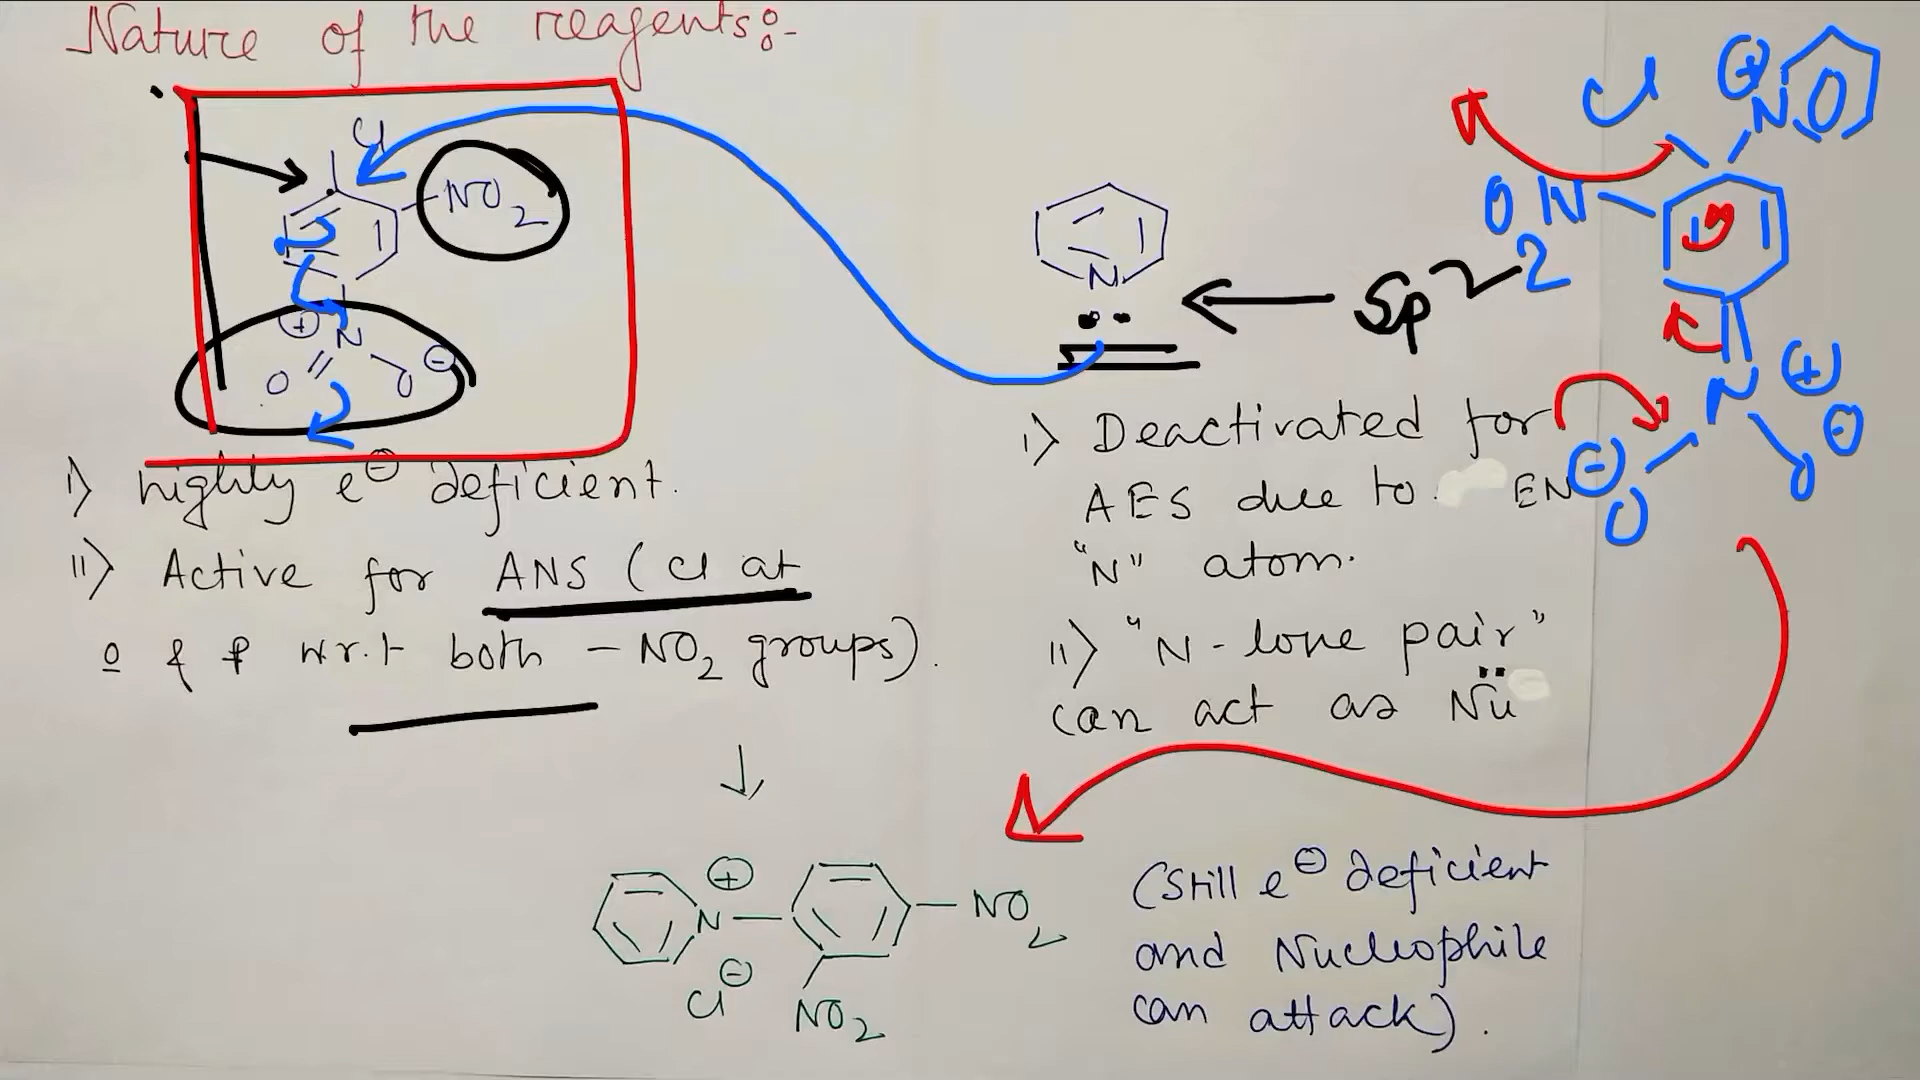 Nature of the reagents:-
Cl
NO2
⊕
N
O
O
⊖
i) highly e⊖ deficient.
ii) Active for ANS (Cl at
o & p w.r.t both - NO2 groups).
N
Sp2
i) Deactivated for
AES due to EN
"N" atom.
ii) "N-lone pair"
can act as Nu
Cl
⊕
N
O2N
N
⊕
⊖
O
O
⊖
⊕
N
NO2
⊖
Cl
NO2
(Still e⊖ deficient
and Nucleophile
can attack).